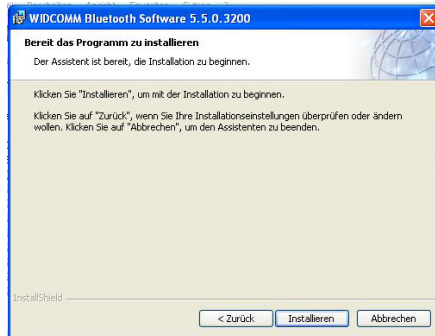 WIDCOMM Bluetooth Software 5.5.0.3200
Bereit das Programm zu installieren
Der Assistent ist bereit, die Installation zu beginnen.
Klicken Sie "Installieren", um mit der Installation zu beginnen.
Klicken Sie auf "Zurück", wenn Sie Ihre Installationseinstellungen überprüfen oder ändern
wollen. Klicken Sie auf "Abbrechen", um den Assistenten zu beenden.
InstallShield
< Zurück Installieren Abbrechen